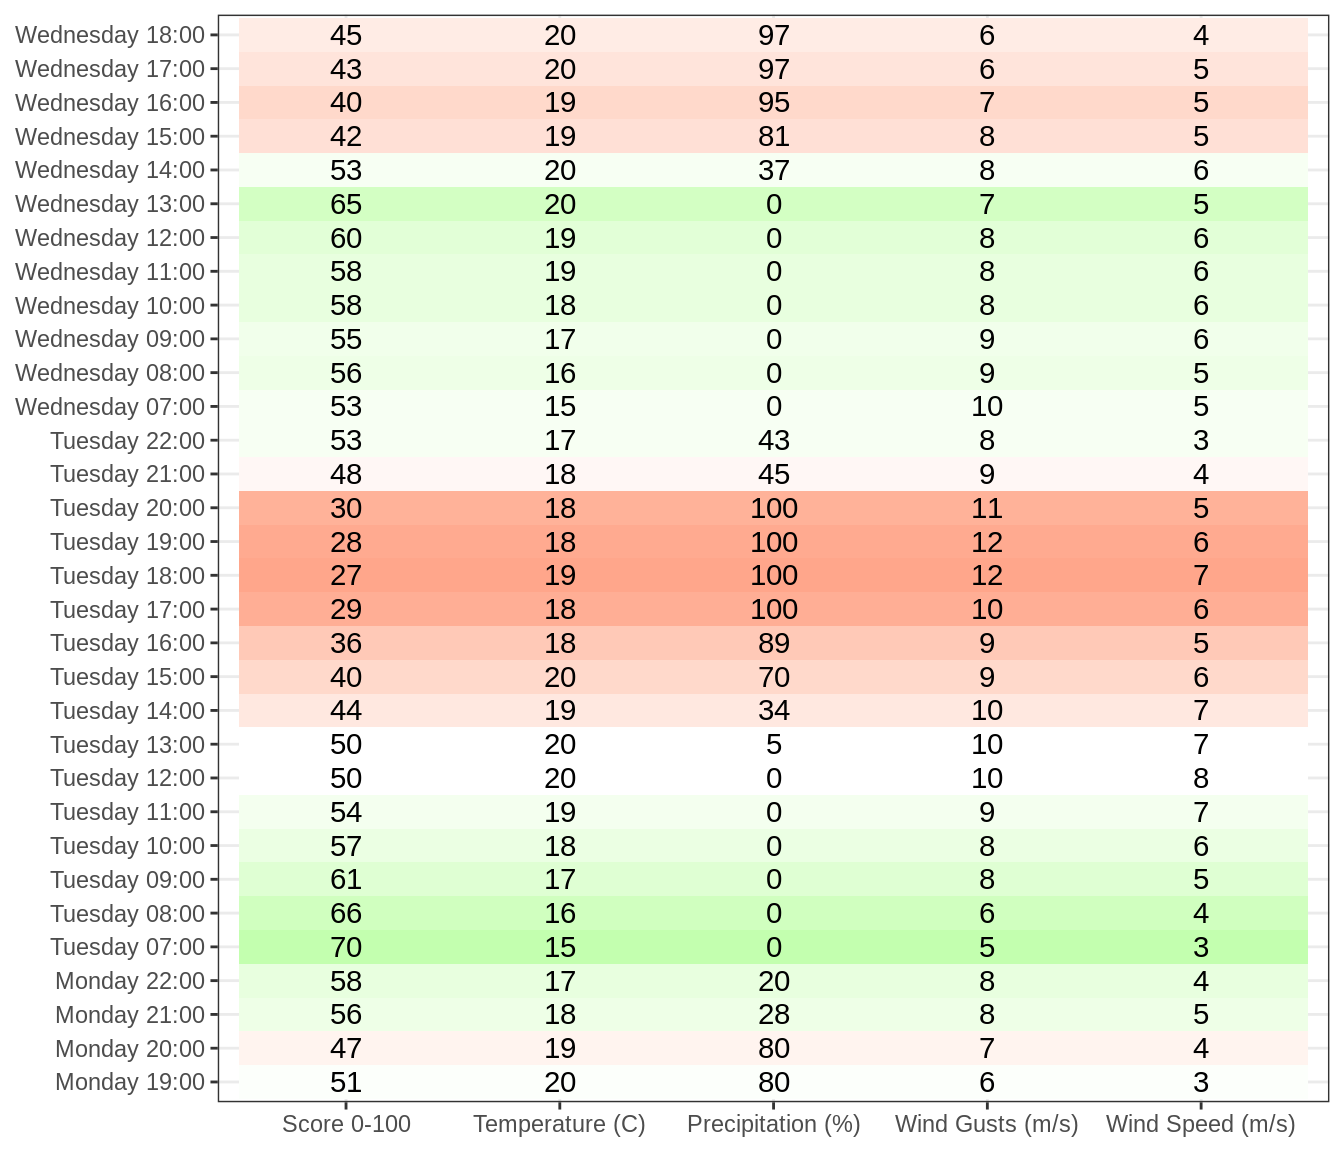 Wednesday 18:00 45 20 97 6 4
Wednesday 17:00 43 20 97 6 5
Wednesday 16:00 40 19 95 7 5
Wednesday 15:00 42 19 81 8 5
Wednesday 14:00 53 20 37 8 6
Wednesday 13:00 65 20 0 7 5
Wednesday 12:00 60 19 0 8 6
Wednesday 11:00 58 19 0 8 6
Wednesday 10:00 58 18 0 8 6
Wednesday 09:00 55 17 0 9 6
Wednesday 08:00 56 16 0 9 5
Wednesday 07:00 53 15 0 10 5
Tuesday 22:00 53 17 43 8 3
Tuesday 21:00 48 18 45 9 4
Tuesday 20:00 30 18 100 11 5
Tuesday 19:00 28 18 100 12 6
Tuesday 18:00 27 19 100 12 7
Tuesday 17:00 29 18 100 10 6
Tuesday 16:00 36 18 89 9 5
Tuesday 15:00 40 20 70 9 6
Tuesday 14:00 44 19 34 10 7
Tuesday 13:00 50 20 5 10 7
Tuesday 12:00 50 20 0 10 8
Tuesday 11:00 54 19 0 9 7
Tuesday 10:00 57 18 0 8 6
Tuesday 09:00 61 17 0 8 5
Tuesday 08:00 66 16 0 6 4
Tuesday 07:00 70 15 0 5 3
Monday 22:00 58 17 20 8 4
Monday 21:00 56 18 28 8 5
Monday 20:00 47 19 80 7 4
Monday 19:00 51 20 80 6 3
Score 0-100 Temperature (C) Precipitation (%) Wind Gusts (m/s) Wind Speed (m/s)